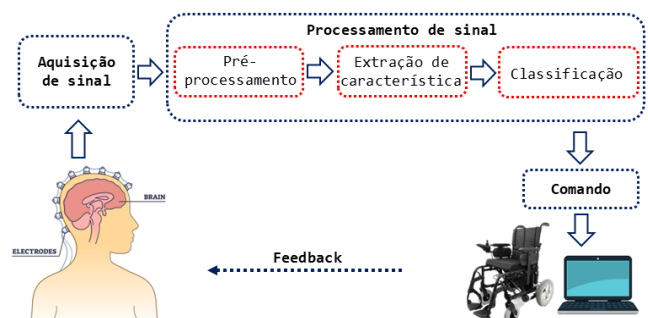 Processamento de sinal
Aquisição
de sinal
Pré-
processamento
Extração de
característica
Classificação
Comando
BRAIN
ELECTRODES
Feedback